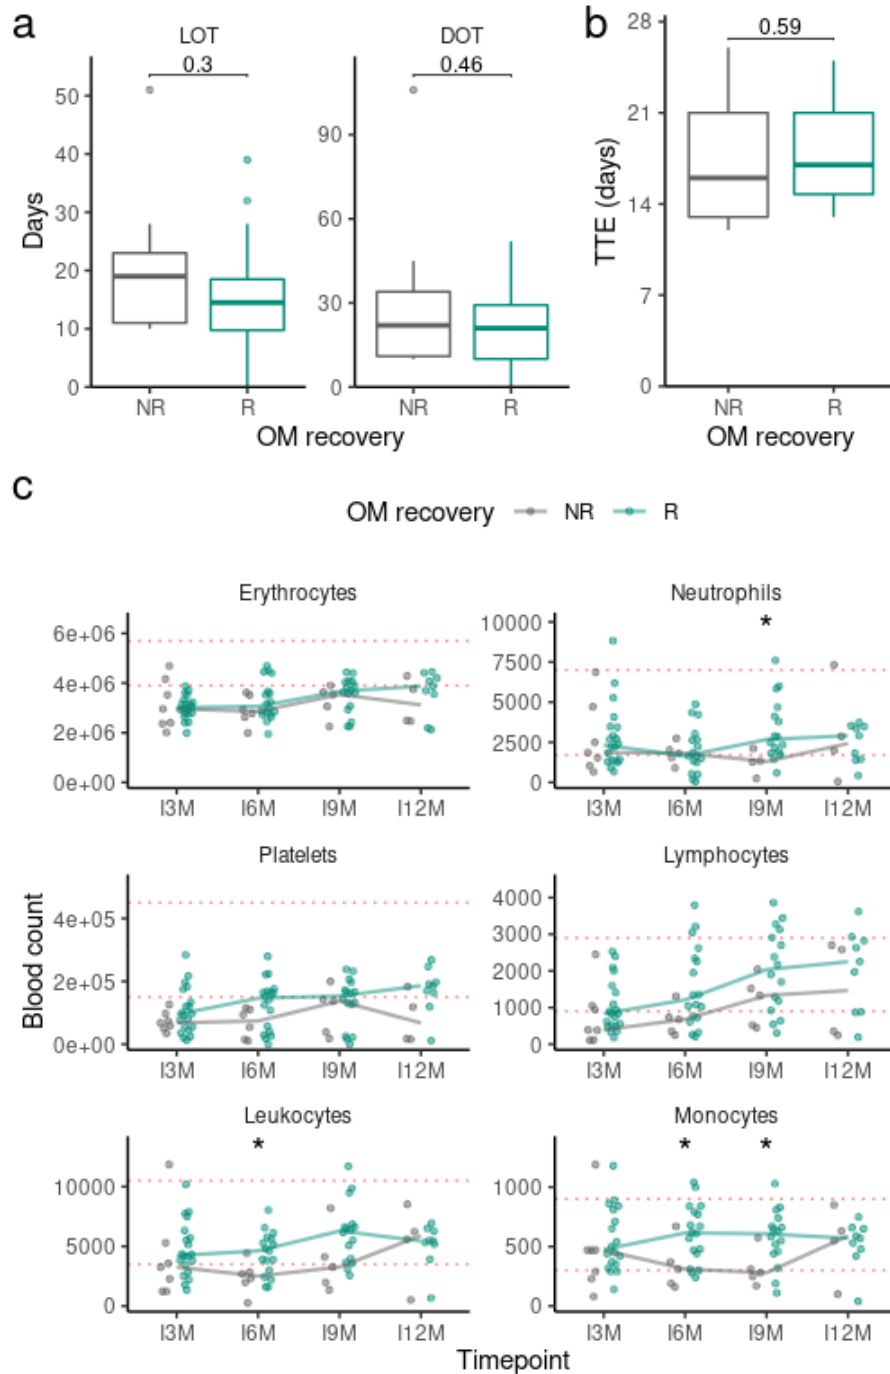 a
LOT
DOT
0.3
0.46
Days
50
40
30
20
10
0
90
60
30
0
NR
R
NR
R
OM recovery
b
0.59
TTE (days)
28
21
14
7
0
NR
R
OM recovery
c
OM recovery
NR
R
Blood count
Erythrocytes
6e+06
4e+06
2e+06
0e+00
I3M
I6M
I9M
I12M
Neutrophils
*
10000
7500
5000
2500
0
I3M
I6M
I9M
I12M
Platelets
4e+05
2e+05
0e+00
I3M
I6M
I9M
I12M
Lymphocytes
4000
3000
2000
1000
0
I3M
I6M
I9M
I12M
Leukocytes
*
10000
5000
0
I3M
I6M
I9M
I12M
Monocytes
*
*
1000
500
0
I3M
I6M
I9M
I12M
Timepoint